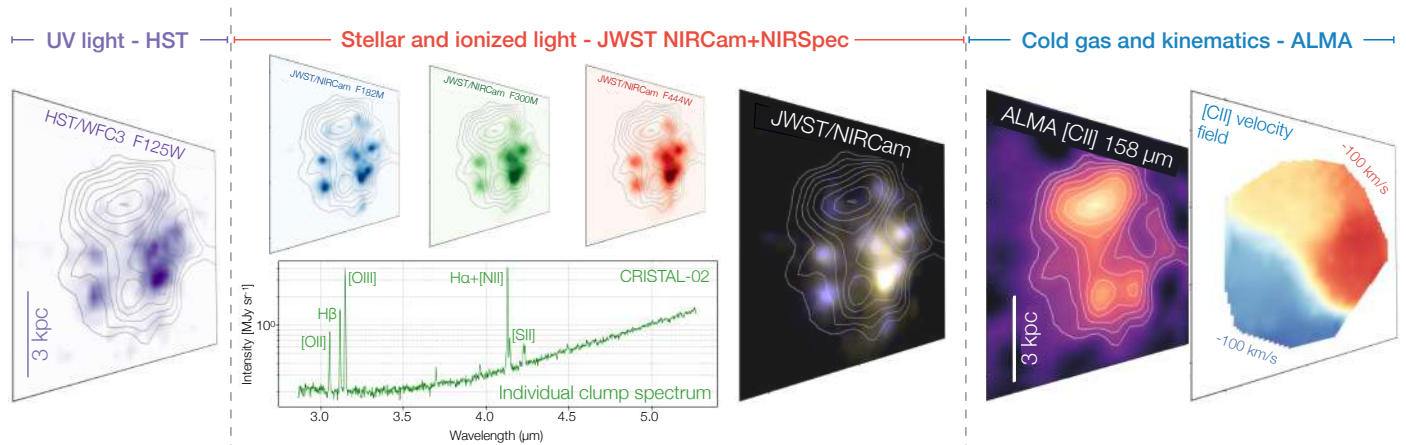 UV light - HST
Stellar and ionized light - JWST NIRCam+NIRSpec
Cold gas and kinematics - ALMA
HST/WFC3 F125W
3 kpc
JWST/NIRCam F182M
JWST/NIRCam F300M
JWST/NIRCam F444W
Intensity [MJy sr⁻¹]
10⁰
[OII]
Hβ
[OIII]
Hα+[NII]
[SII]
CRISTAL-02
Individual clump spectrum
3.0 3.5 4.0 4.5 5.0
Wavelength (μm)
JWST/NIRCam
ALMA [CII] 158 μm
3 kpc
[CII] velocity
field
-100 km/s
-100 km/s